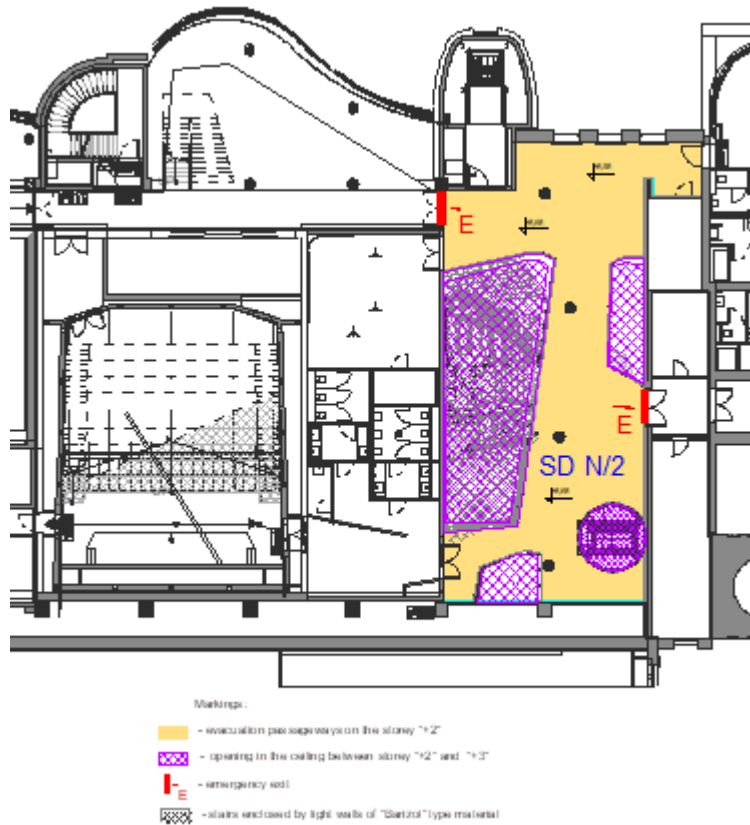 E
E
SD N/2
Markings:
- evacuation passageways on the storey "+2"
- opening in the ceiling between storey "+2" and "+3"
E
- emergency exit
- stairs enclosed by light walls of "Barizol" type material